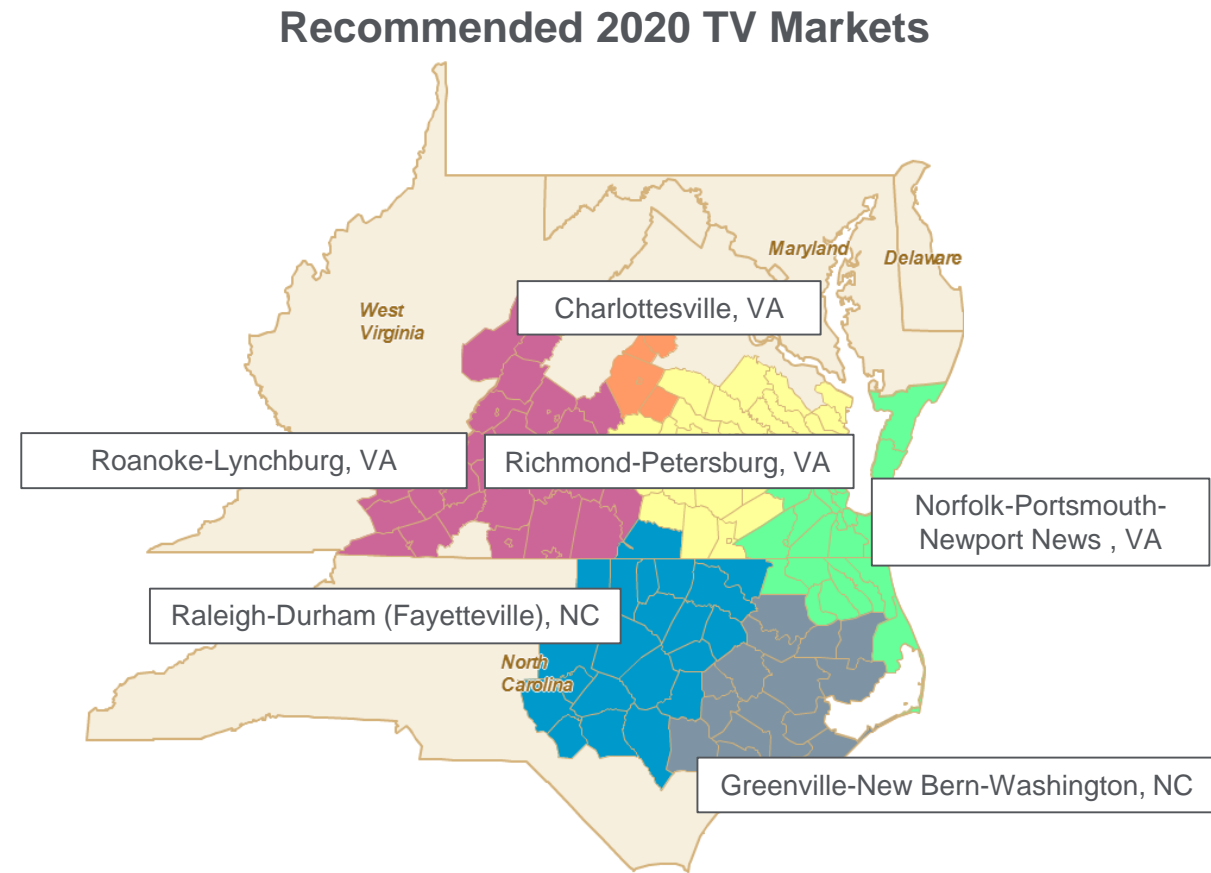 Recommended 2020 TV Markets
Maryland
Delaware
West
Virginia
Charlottesville, VA
Roanoke-Lynchburg, VA
Richmond-Petersburg, VA
Norfolk-Portsmouth-
Newport News , VA
Raleigh-Durham (Fayetteville), NC
North
Carolina
Greenville-New Bern-Washington, NC